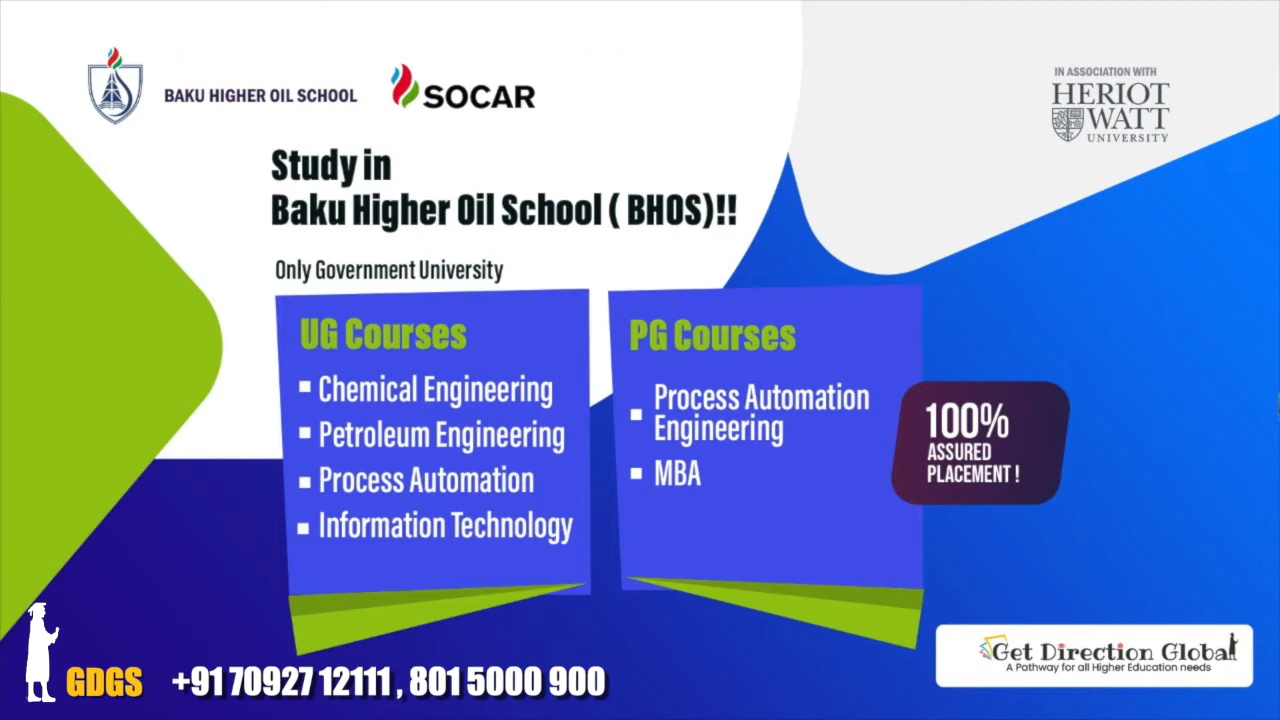 BAKU HIGHER OIL SCHOOL
SOCAR
IN ASSOCIATION WITH
HERIOT
WATT
UNIVERSITY
Study in
Baku Higher Oil School ( BHOS)!!
Only Government University
UG Courses
Chemical Engineering
Petroleum Engineering
Process Automation
Information Technology
PG Courses
Process Automation
Engineering
MBA
100%
ASSURED
PLACEMENT !
GDGS
+91 70927 12111 , 801 5000 900
Get Direction Global
A Pathway for all Higher Education needs